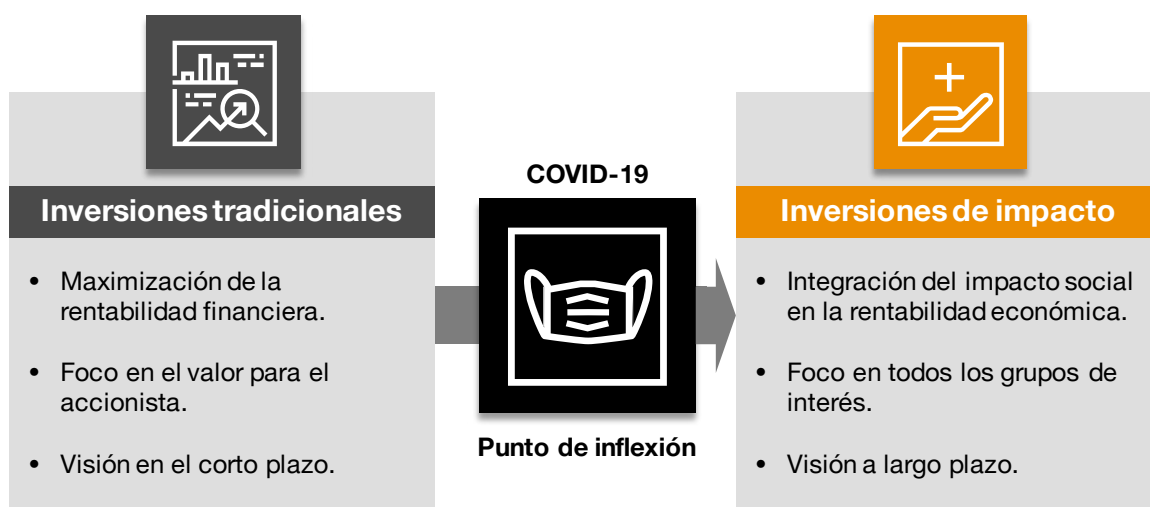 Inversiones tradicionales
• Maximización de la
rentabilidad financiera.
• Foco en el valor para el
accionista.
• Visión en el corto plazo.
COVID-19
Punto de inflexión
Inversiones de impacto
• Integración del impacto social
en la rentabilidad económica.
• Foco en todos los grupos de
interés.
• Visión a largo plazo.